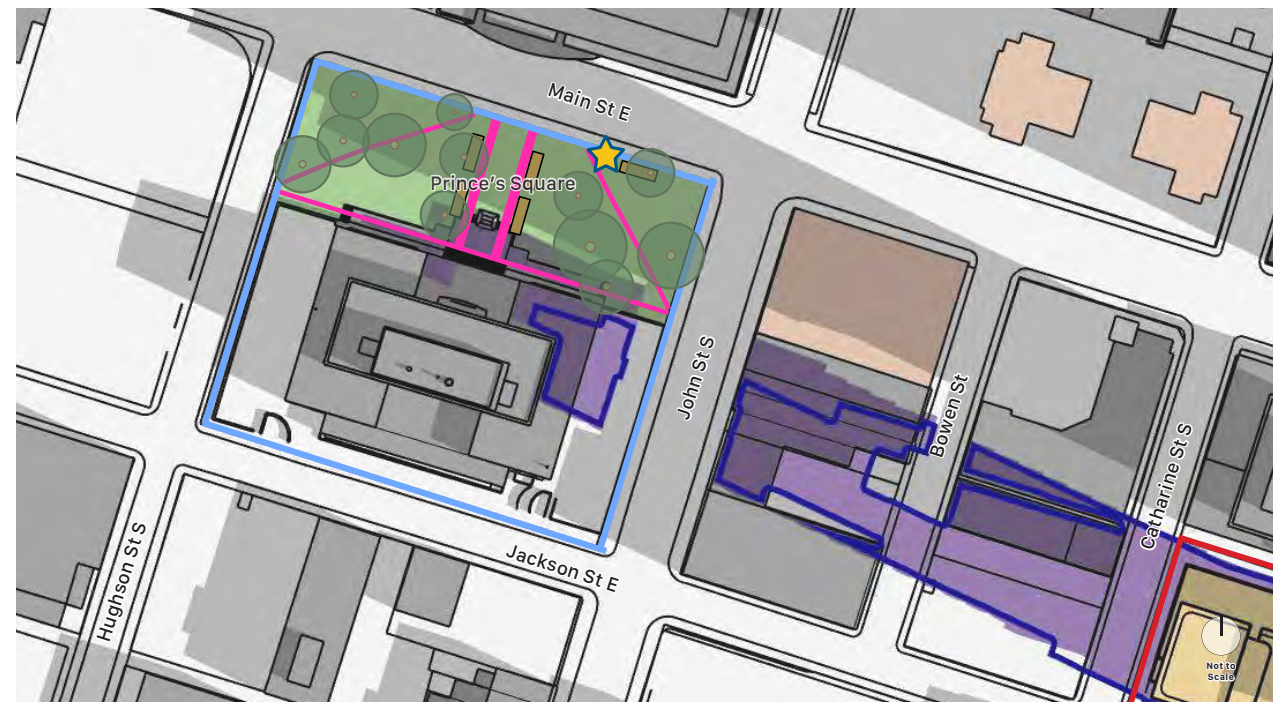 Main St E
Prince's Square
John St S
Bowen St
Catharine St S
Hughson St S
Jackson St E
Not to
Scale